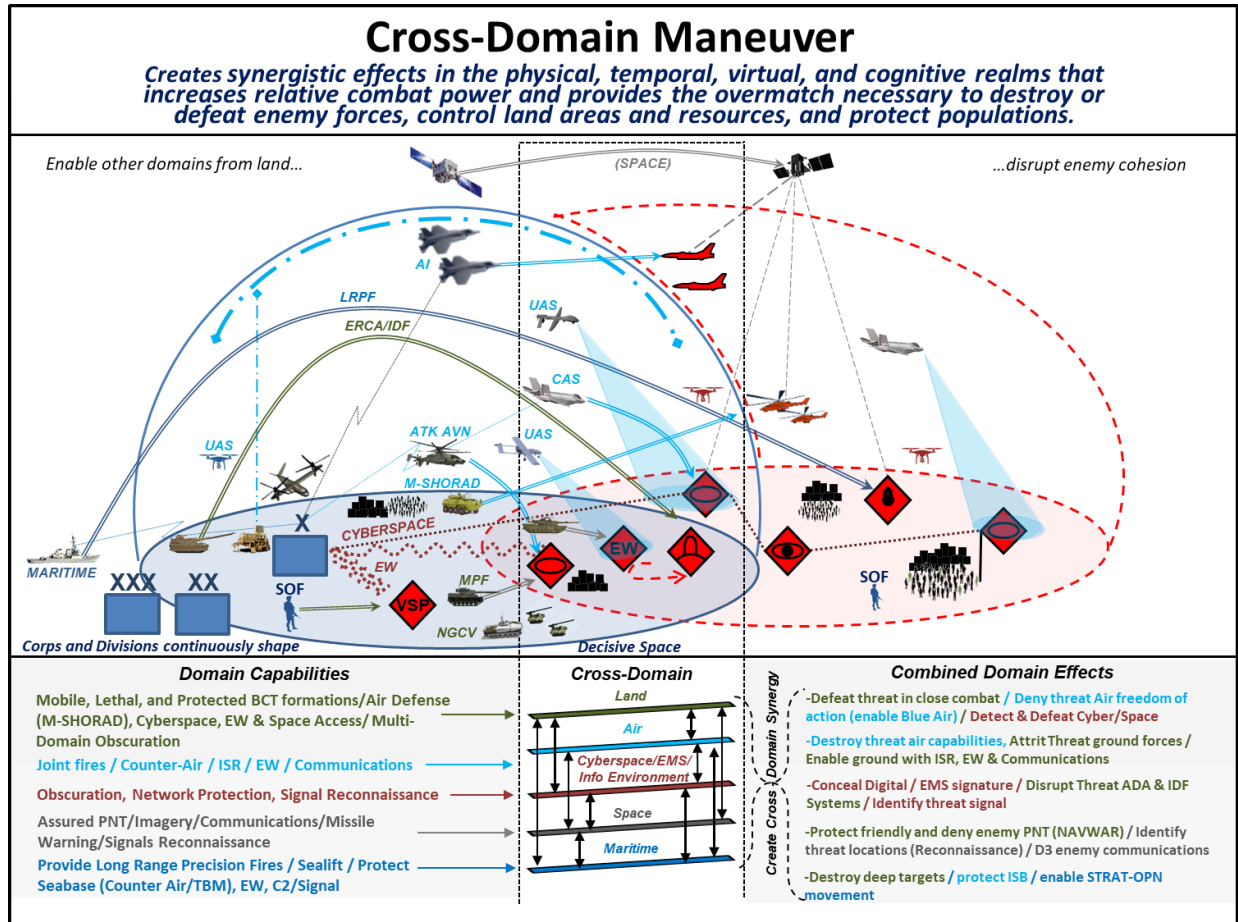 Cross-Domain Maneuver
Creates synergistic effects in the physical, temporal, virtual, and cognitive realms that
increases relative combat power and provides the overmatch necessary to destroy or
defeat enemy forces, control land areas and resources, and protect populations.
Enable other domains from land…
(SPACE)
…disrupt enemy cohesion
AI
LRPF
UAS
ERCA/IDF
CAS
ATK AVN
UAS
UAS
M-SHORAD
X
CYBERSPACE
EW
MARITIME
EW
XXX
XX
SOF
MPF
SOF
VSP
NGCV
Corps and Divisions continuously shape
Decisive Space
Domain Capabilities
Mobile, Lethal, and Protected BCT formations/Air Defense
(M-SHORAD), Cyberspace, EW & Space Access/ Multi-
Domain Obscuration
Joint fires / Counter-Air / ISR / EW / Communications
Obscuration, Network Protection, Signal Reconnaissance
Assured PNT/Imagery/Communications/Missile
Warning/Signals Reconnaissance
Provide Long Range Precision Fires / Sealift / Protect
Seabase (Counter Air/TBM), EW, C2/Signal
Cross-Domain
Land
Air
Cyberspace/EMS/
Info Environment
Space
Maritime
Create Cross Domain Synergy
Combined Domain Effects
-Defeat threat in close combat / Deny threat Air freedom of
action (enable Blue Air) / Detect & Defeat Cyber/Space
-Destroy threat air capabilities, Attrit Threat ground forces /
Enable ground with ISR, EW & Communications
-Conceal Digital / EMS signature / Disrupt Threat ADA & IDF
Systems / Identify threat signal
-Protect friendly and deny enemy PNT (NAVWAR) / Identify
threat locations (Reconnaissance) / D3 enemy communications
-Destroy deep targets / protect ISB / enable STRAT-OPN
movement